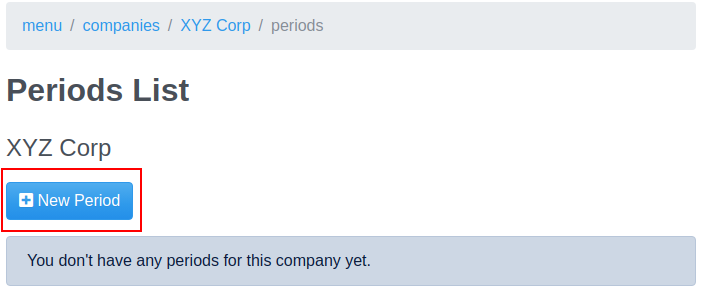 menu / companies / XYZ Corp / periods
Periods List
XYZ Corp
New Period
You don't have any periods for this company yet.